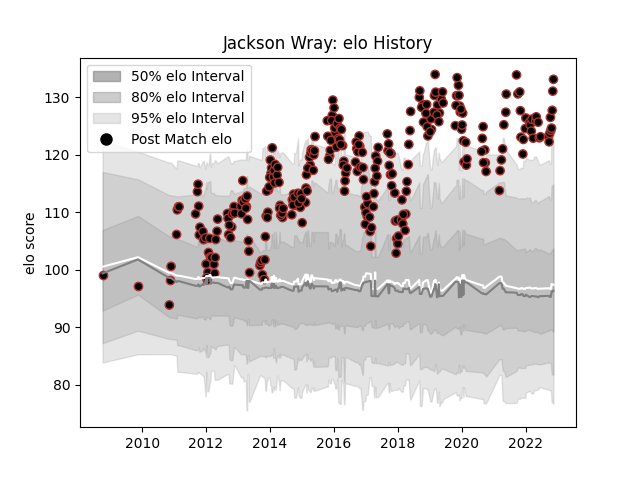 Jackson Wray: elo History
50% elo Interval
80% elo Interval
95% elo Interval
Post Match elo
elo score
130
120
110
100
90
80
2010
2012
2014
2016
2018
2020
2022